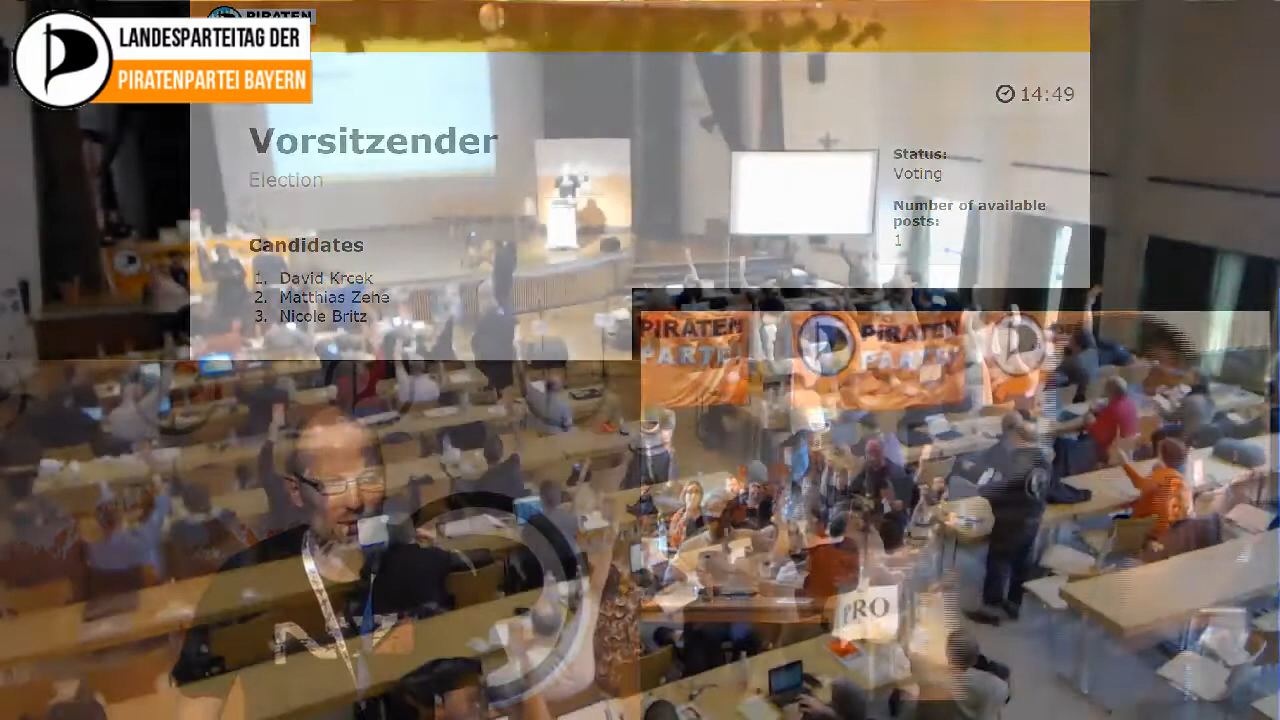 PIRATEN
LANDESPARTEITAG DER
PIRATENPARTEI BAYERN
14:49
Vorsitzender
Election
Status:
Voting
Number of available
posts:
1
Candidates
1. David Krcek
2. Matthias Zehe
3. Nicole Britz
PIRATEN
PARTEI
PIRATEN
PARTEI
PRO